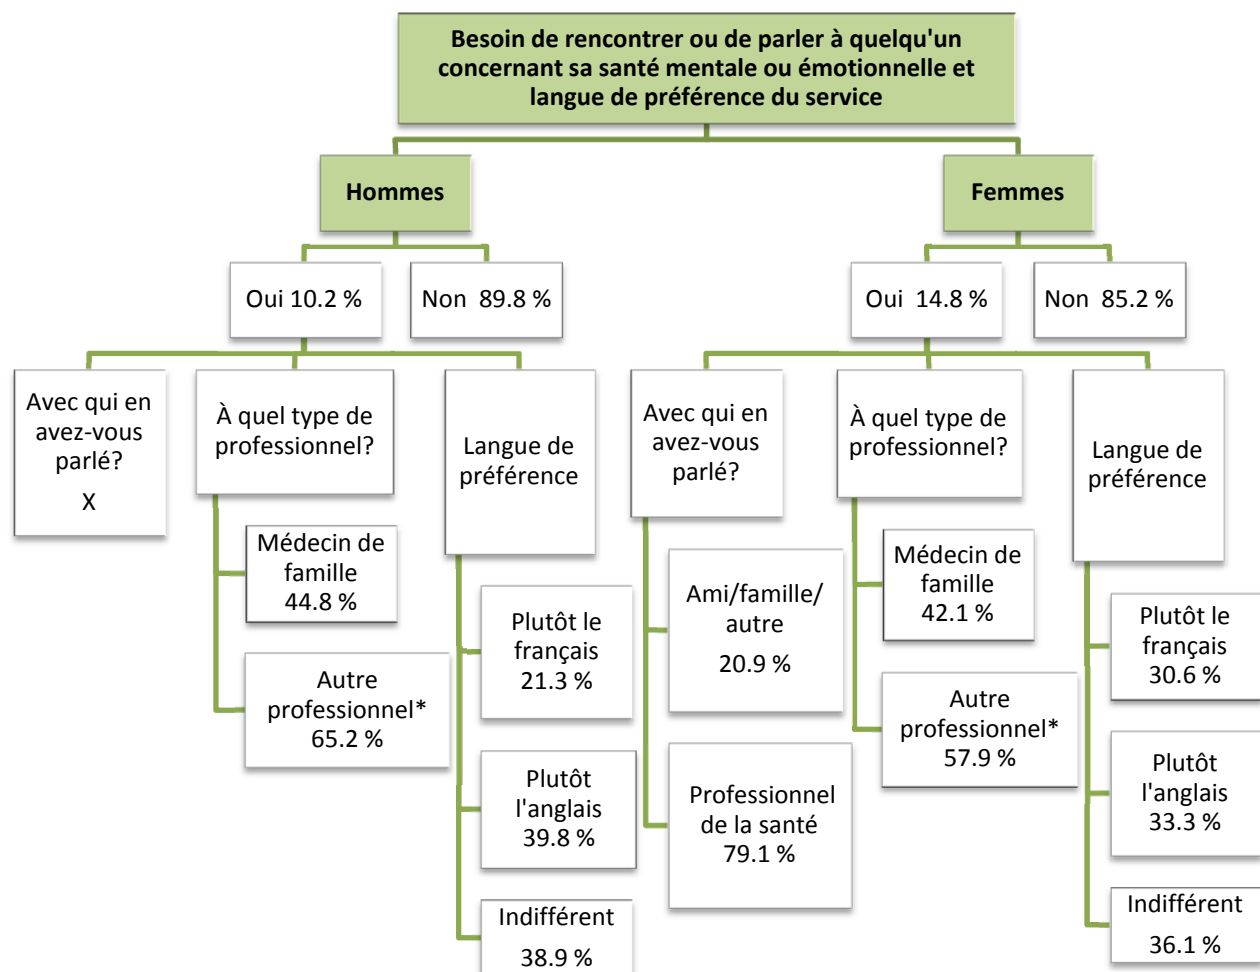 Besoin de rencontrer ou de parler à quelqu'un
concernant sa santé mentale ou émotionnelle et
langue de préférence du service
Hommes
Femmes
Oui 10.2 %
Non 89.8 %
Oui 14.8 %
Non 85.2 %
Avec qui en
avez-vous
parlé?
X
À quel type de
professionnel?
Langue de
préférence
Médecin de
famille
44.8 %
Autre
professionnel*
65.2 %
Plutôt le
français
21.3 %
Plutôt
l'anglais
39.8 %
Indifférent
38.9 %
Avec qui en
avez-vous
parlé?
À quel type de
professionnel?
Langue de
préférence
Ami/famille/
autre
20.9 %
Professionnel
de la santé
79.1 %
Médecin de
famille
42.1 %
Autre
professionnel*
57.9 %
Plutôt le
français
30.6 %
Plutôt
l'anglais
33.3 %
Indifférent
36.1 %